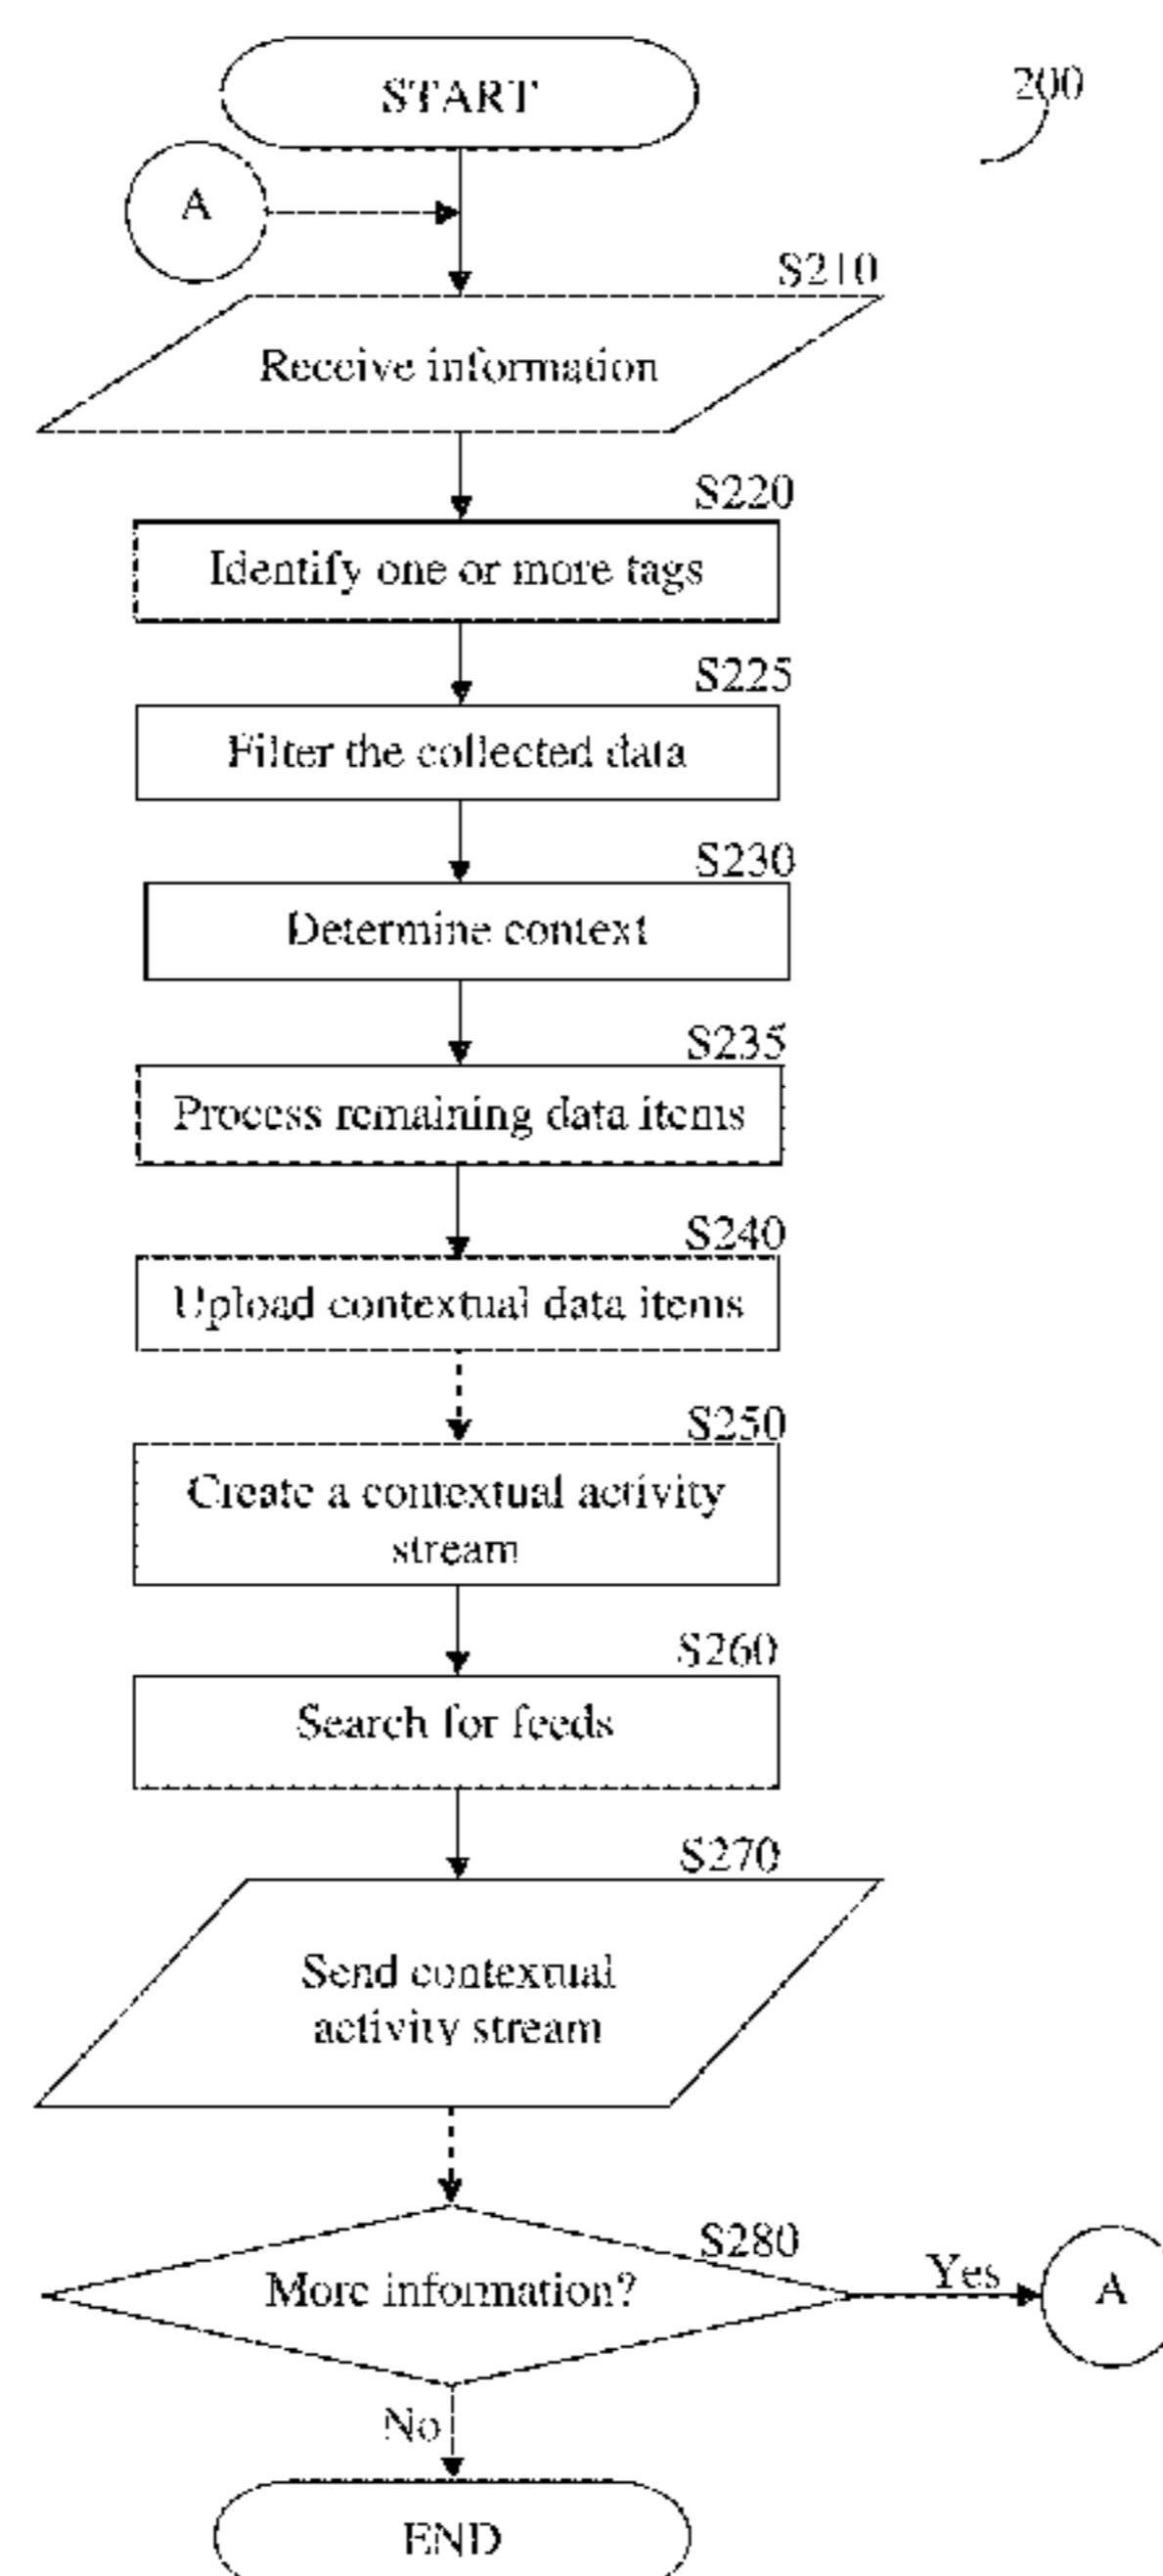 START
200
A
S210
Receive information
S220
Identify one or more tags
S225
Filter the collected data
S230
Determine context
S235
Process remaining data items
S240
Upload contextual data items
S250
Create a contextual activity
stream
S260
Search for feeds
S270
Send contextual
activity stream
S280
More information?
Yes
A
No
END